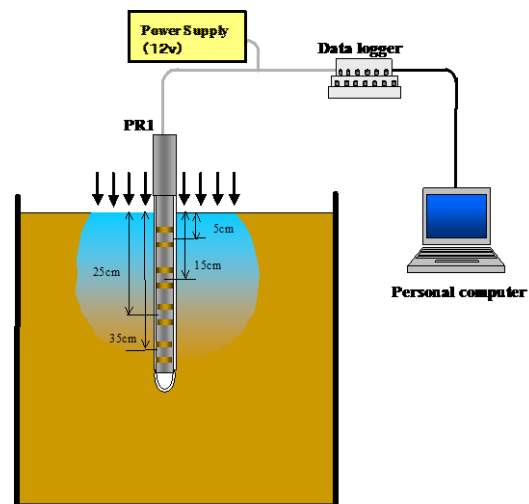 Power Supply
(12v)
Data logger
PR1
5cm
15cm
25cm
35cm
Personal computer